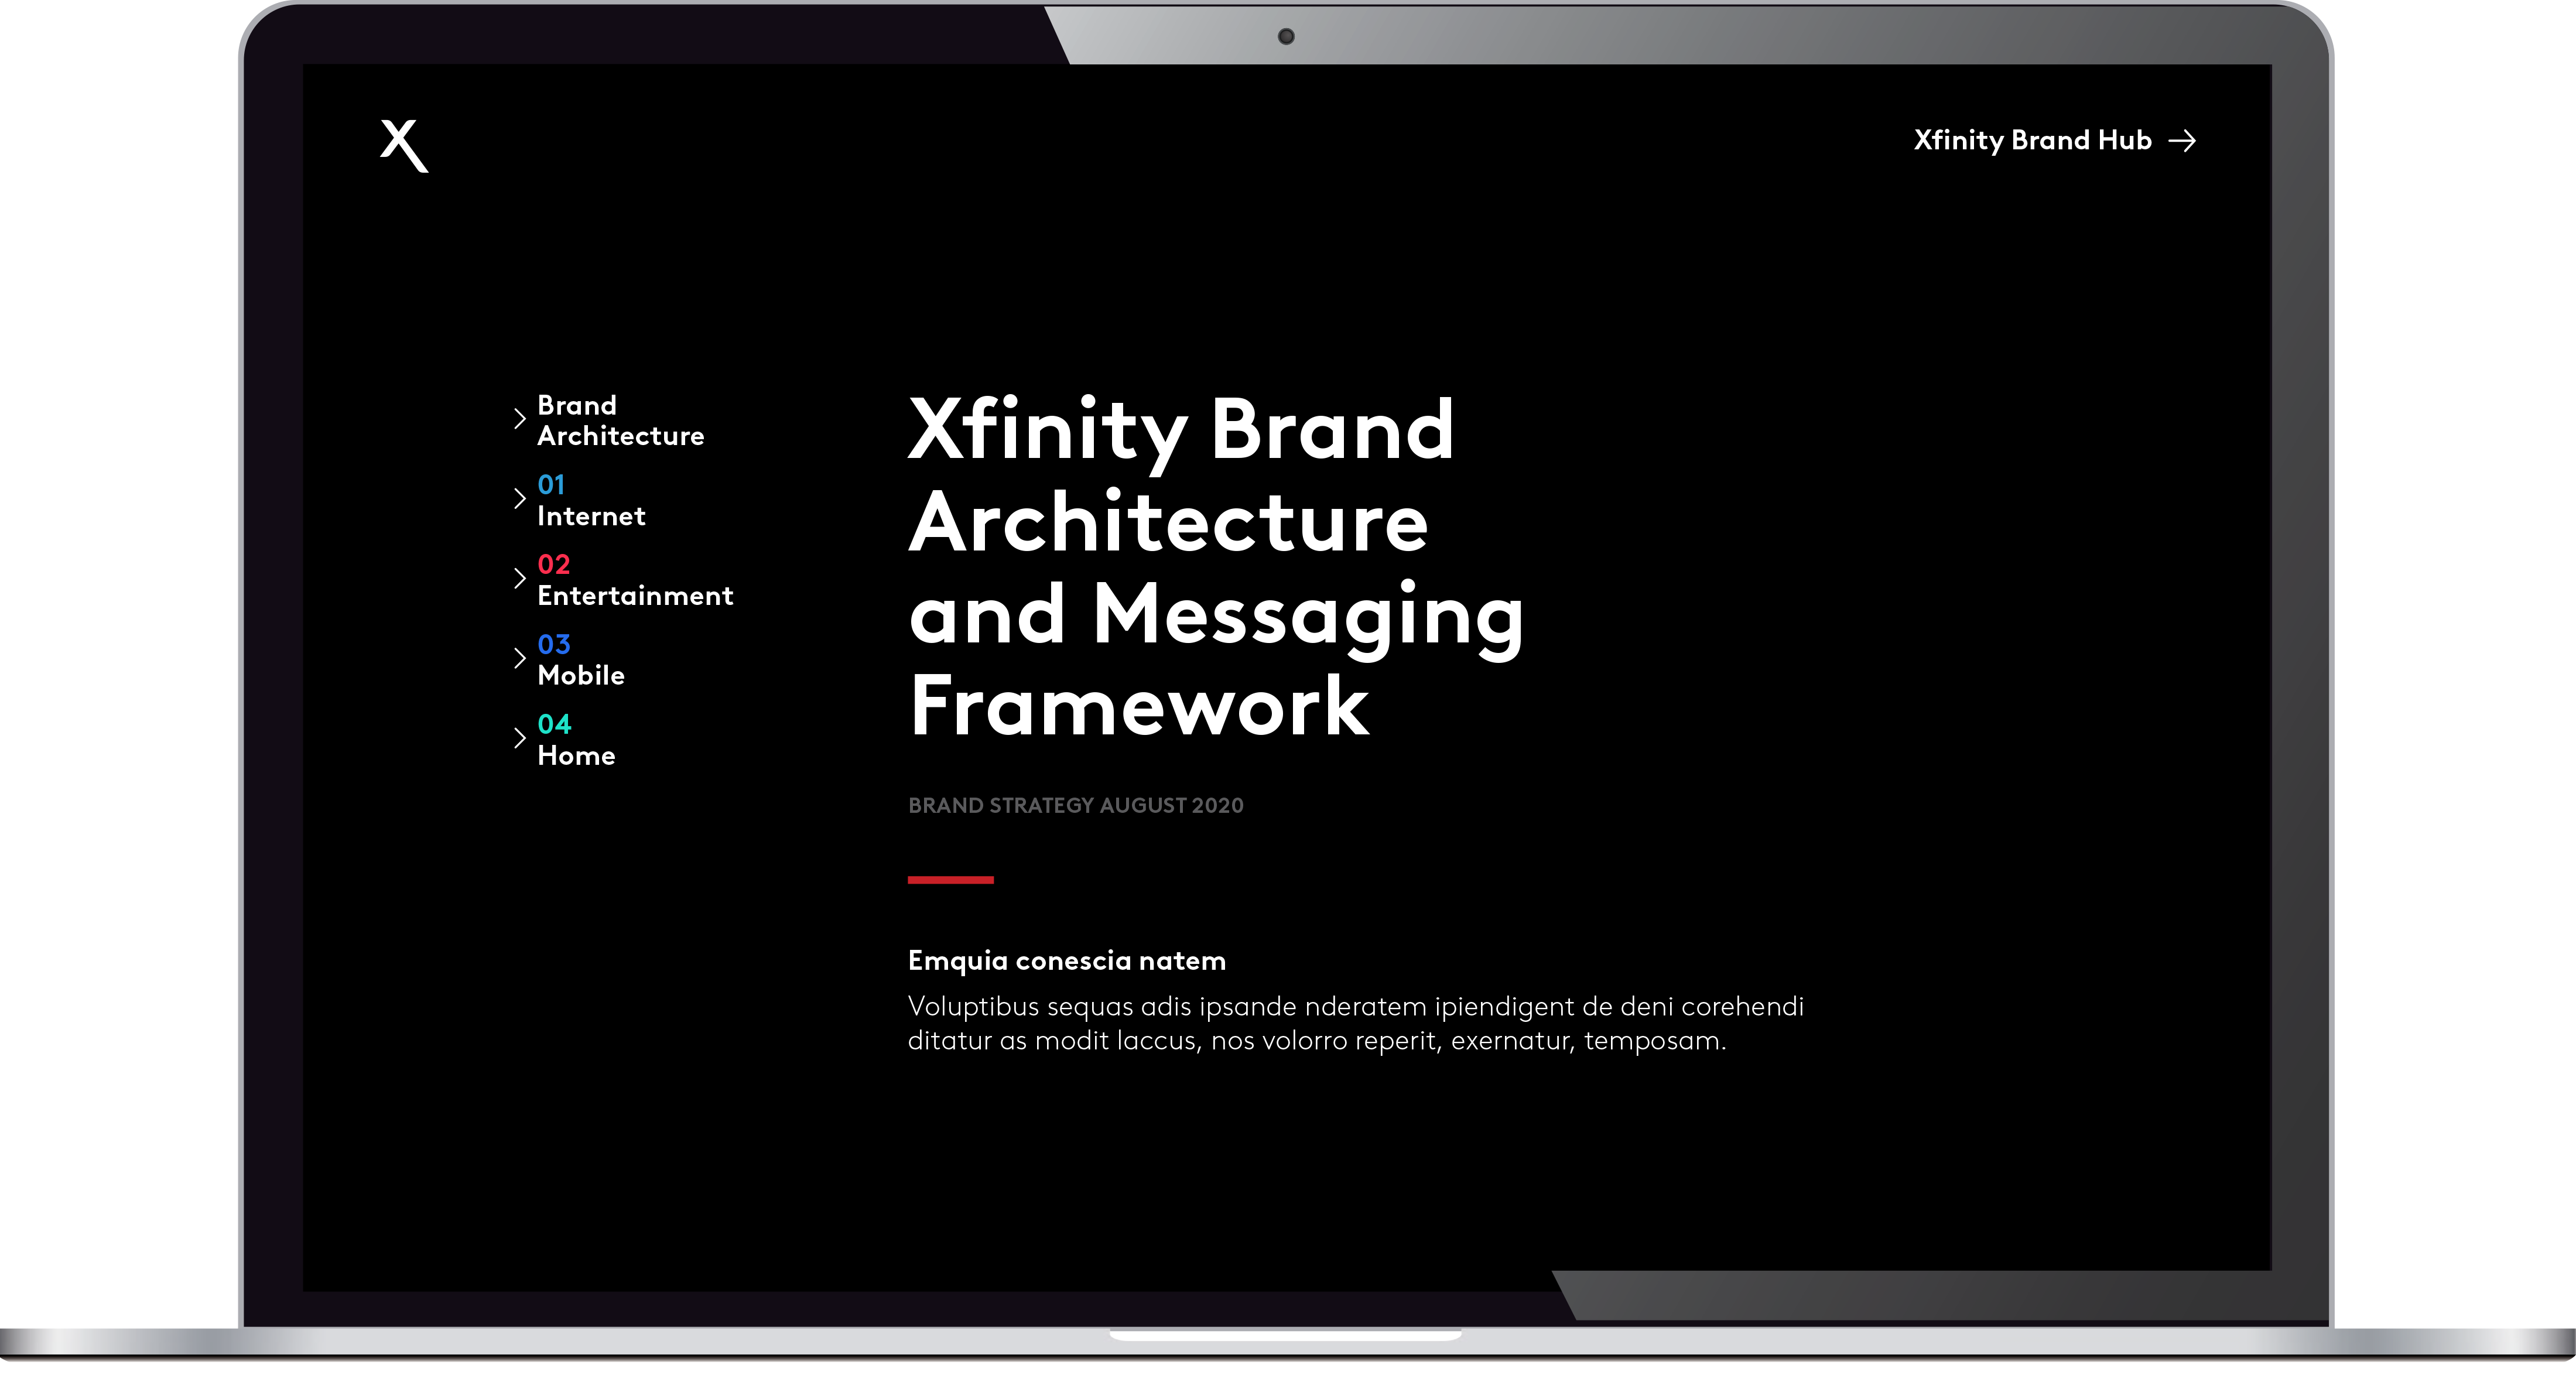 X
Xfinity Brand Hub
Brand
Architecture
01
Internet
02
Entertainment
03
Mobile
04
Home
Xfinity Brand
Architecture
and Messaging
Framework
BRAND STRATEGY AUGUST 2020
Emquia conescia natem
Voluptibus sequas adis ipsande nderatem ipiendigent de deni corehendi
ditatur as modit laccus, nos volorro reperit, exernatur, temposam.